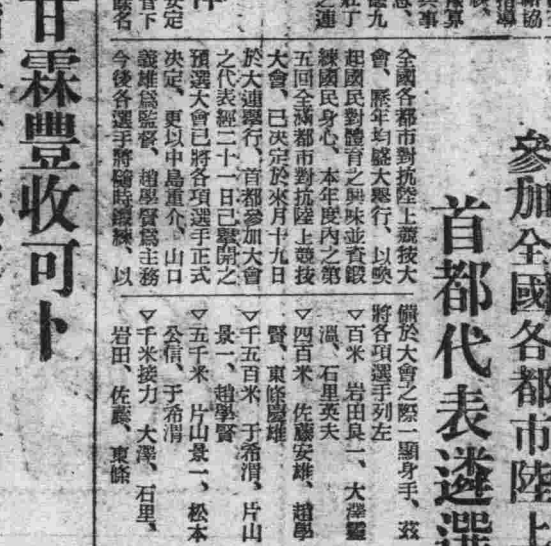 參加全國各都市陸上
首都代表遴選
全國各都市對抗陸上競技大
會、歷年均盛大舉行、以喚
起國民對體育之興味並資鍛
練國民身心、本年度內之第
五回全滿都市對抗陸上競技
大會、已決定於來月十九日
於大連舉行、首都參加大會
之代表經二十一日已擧開之
預選大會已將各項選手正式
決定、更以中島重介、山口
義雄爲監督、趙學賢爲主務
今後各選手將隨時鍛練、以
備於大會之際一顯身手、茲
將各項選手列左
▽百米 岩田良一、大澤
溫、石里英夫
▽四百米 佐藤安雄、趙學
賢、東條慶雄
▽千五百米 于希渭、片山
景一、趙學賢
▽五千米 片山景一、松本
公信、于希渭
▽千米接力 大澤、石里、
岩田、佐藤、東條
甘霖豐收可卜